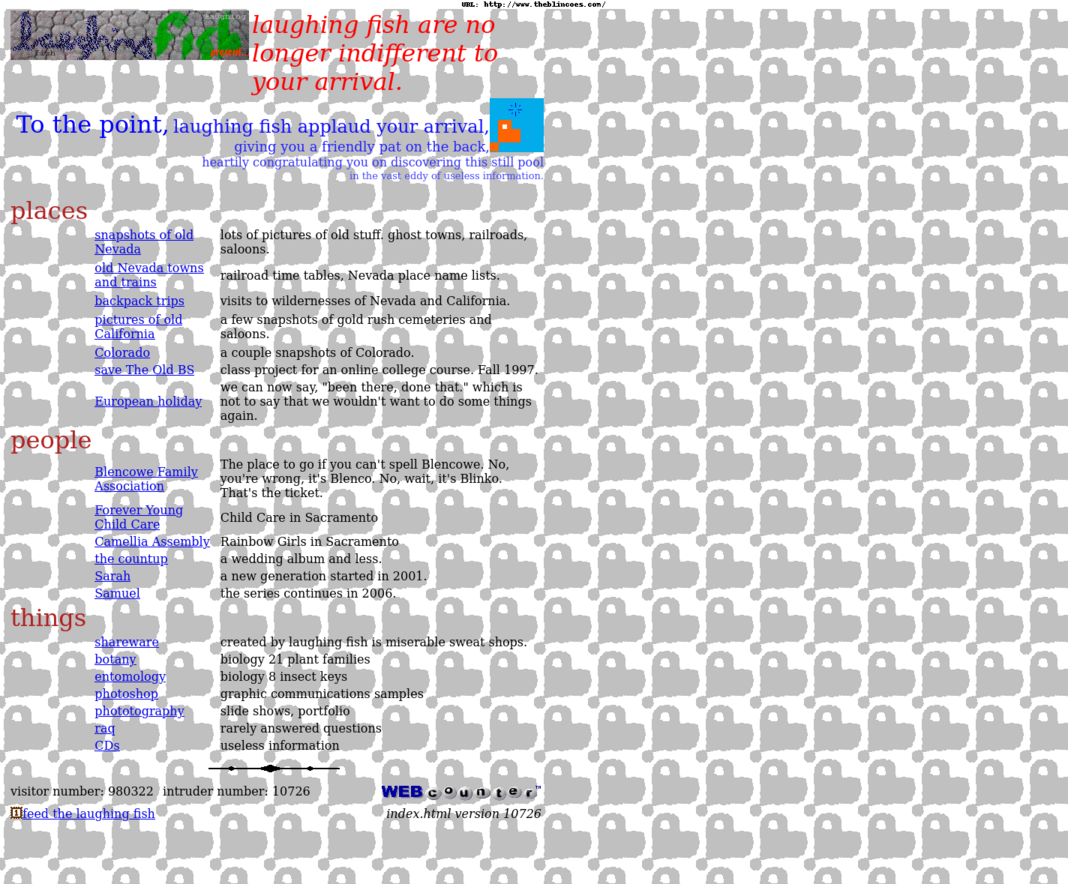 URL: http://www.theblincoes.com/
laughing fish
laughing fish are no
longer indifferent to
your arrival.
To the point, laughing fish applaud your arrival,
giving you a friendly pat on the back,
heartily congratulating you on discovering this still pool
in the vast eddy of useless information.
places
snapshots of old Nevada lots of pictures of old stuff. ghost towns, railroads, saloons.
old Nevada towns and trains railroad time tables, Nevada place name lists.
backpack trips visits to wildernesses of Nevada and California.
pictures of old California a few snapshots of gold rush cemeteries and saloons.
Colorado a couple snapshots of Colorado.
save The Old BS class project for an online college course. Fall 1997.
European holiday we can now say, "been there, done that." which is not to say that we wouldn't want to do some things again.
people
Blencowe Family Association The place to go if you can't spell Blencowe. No, you're wrong, it's Blenco. No, wait, it's Blinko. That's the ticket.
Forever Young Child Care Child Care in Sacramento
Camellia Assembly Rainbow Girls in Sacramento
the countup a wedding album and less.
Sarah a new generation started in 2001.
Samuel the series continues in 2006.
things
shareware created by laughing fish is miserable sweat shops.
botany biology 21 plant families
entomology biology 8 insect keys
photoshop graphic communications samples
phototography slide shows, portfolio
raq rarely answered questions
CDs useless information
visitor number: 980322 intruder number: 10726 WEB counter™
feed the laughing fish index.html version 10726